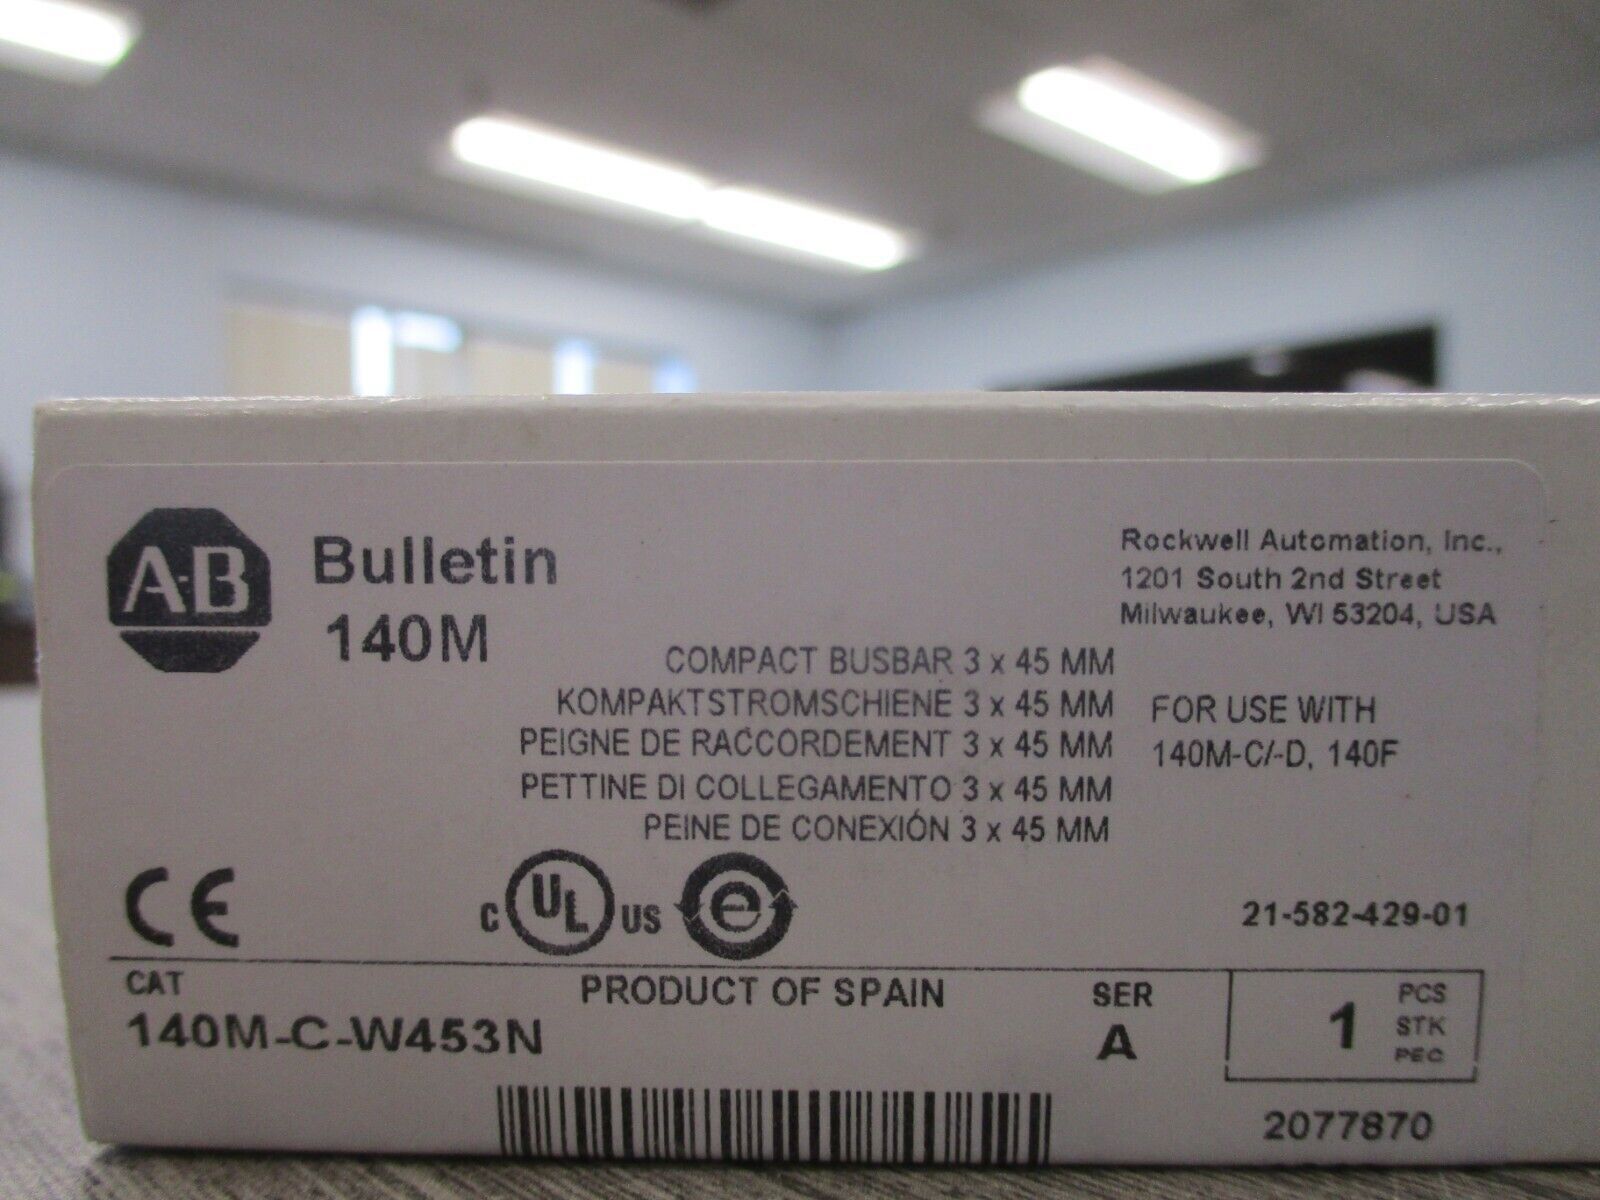 A-B
Bulletin
140M
Rockwell Automation, Inc.,
1201 South 2nd Street
Milwaukee, WI 53204, USA
COMPACT BUSBAR 3 x 45 MM
KOMPAKTSTROMSCHIENE 3 x 45 MM
PEIGNE DE RACCORDEMENT 3 x 45 MM
PETTINE DI COLLEGAMENTO 3 x 45 MM
PEINE DE CONEXIÓN 3 x 45 MM
FOR USE WITH
140M-C/-D, 140F
CE
C UL US e
21-582-429-01
CAT
140M-C-W453N
PRODUCT OF SPAIN
SER
A
1
PCS
STK
PEC
2077870